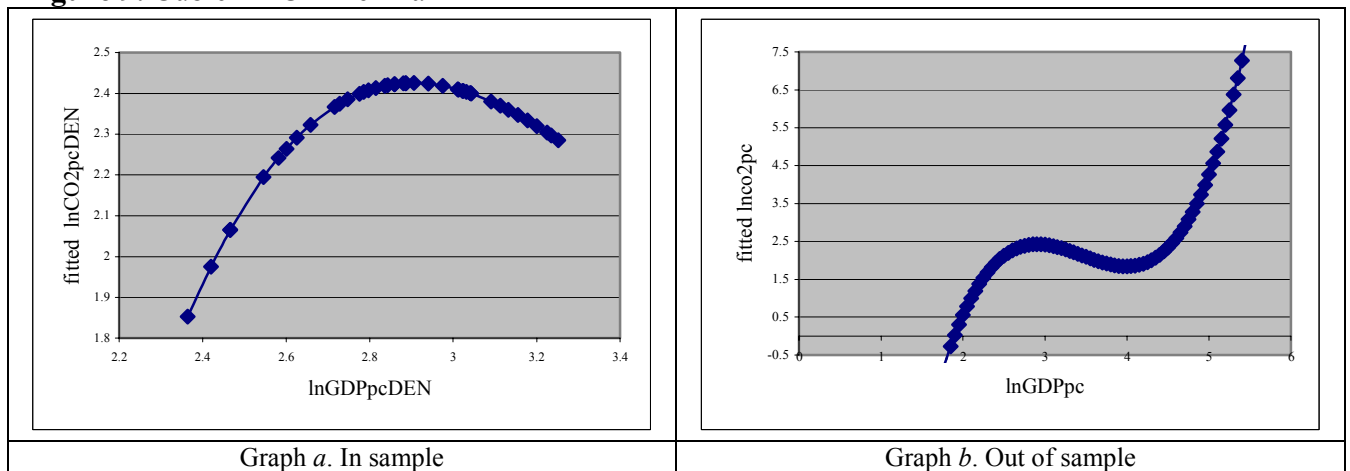 2.5
2.4
2.3
2.2
2.1
2
1.9
1.8
2.2 2.4 2.6 2.8 3 3.2 3.4
fitted lnCO2pcDEN
lnGDPpcDEN
7.5
6.5
5.5
4.5
3.5
2.5
1.5
0.5
-0.5
0 1 2 3 4 5 6
fitted lnco2pc
lnGDPpc
Graph a. In sample
Graph b. Out of sample